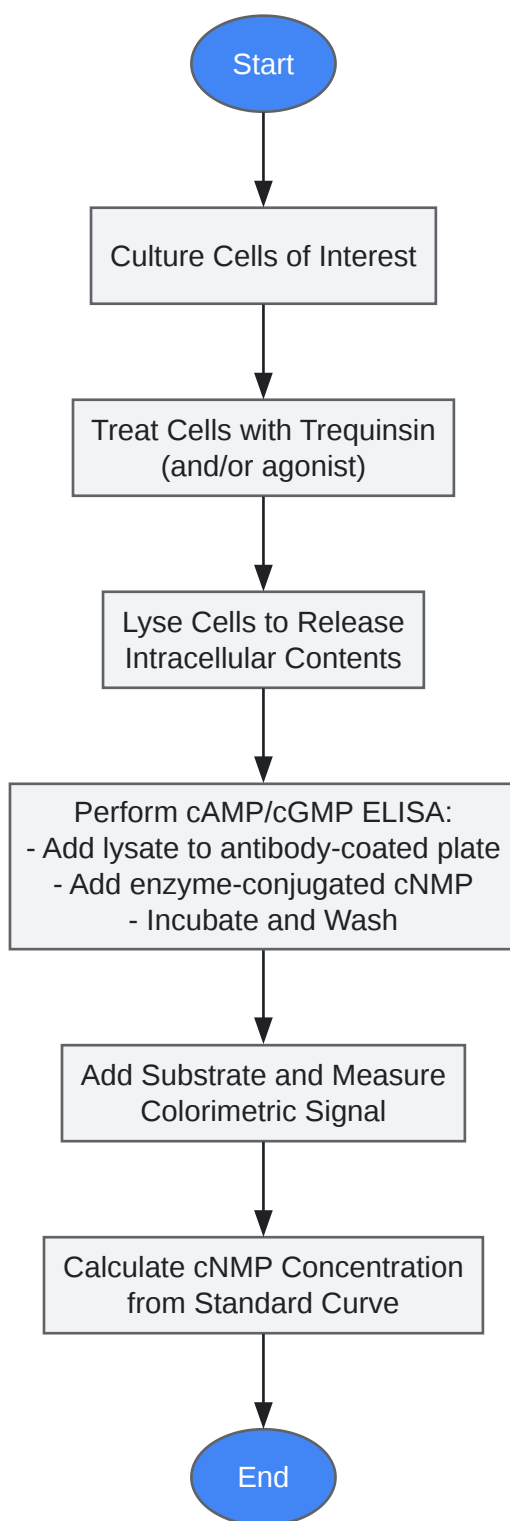 Start
Culture Cells of Interest
Treat Cells with Trequinsin
(and/or agonist)
Lyse Cells to Release
Intracellular Contents
Perform cAMP/cGMP ELISA:
- Add lysate to antibody-coated plate
- Add enzyme-conjugated cNMP
- Incubate and Wash
Add Substrate and Measure
Colorimetric Signal
Calculate cNMP Concentration
from Standard Curve
End